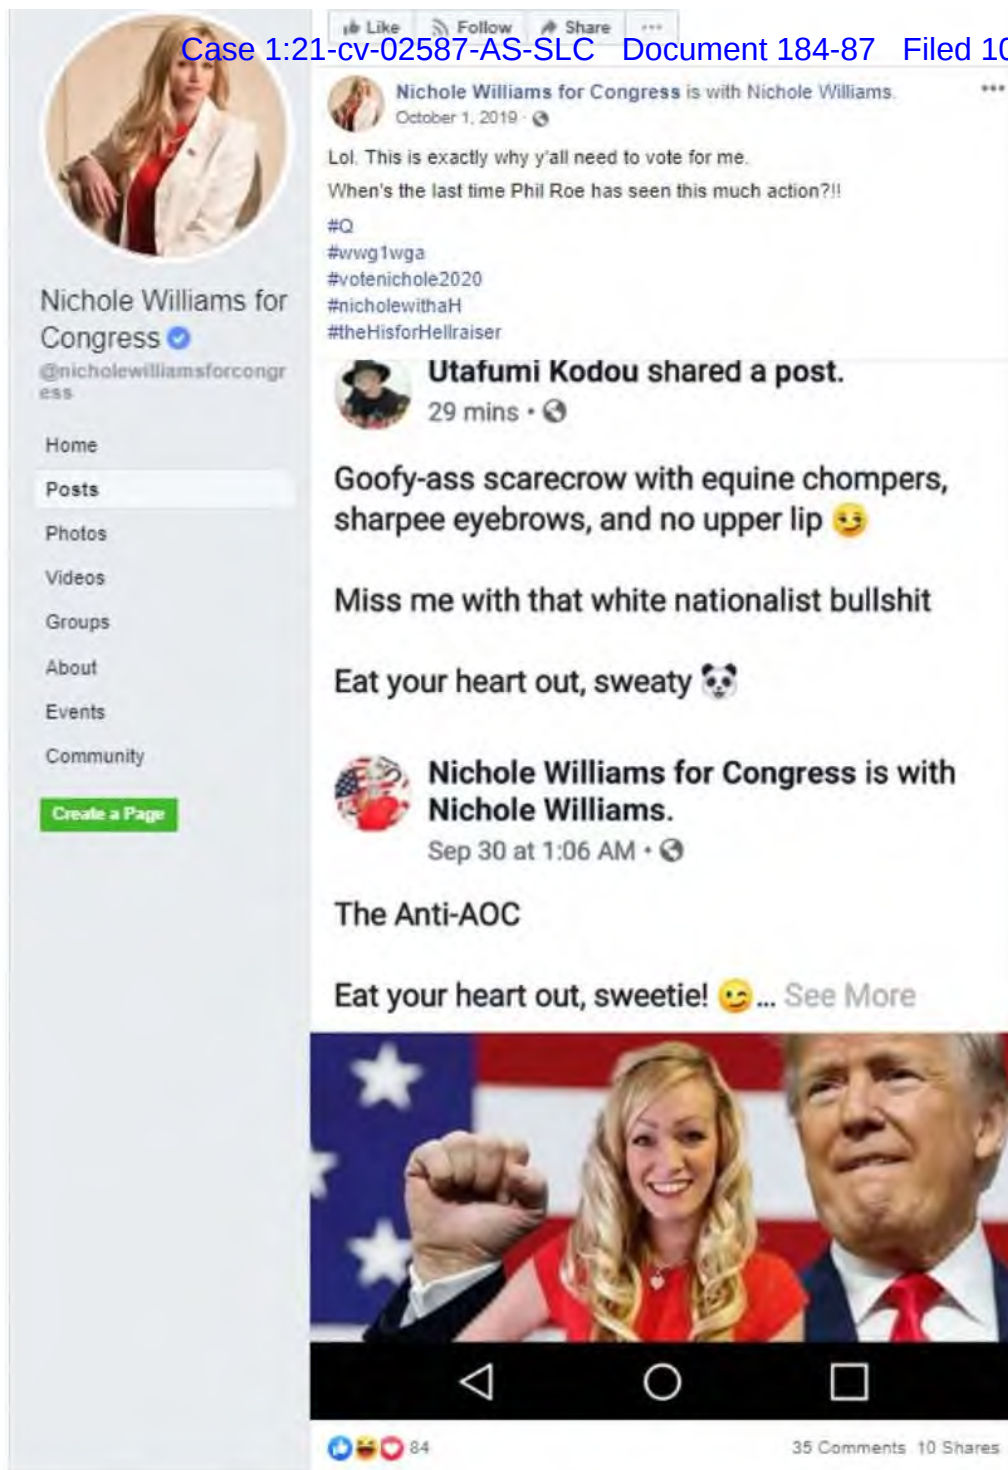 Like Follow Share ...
Case 1:21-cv-02587-AS-SLC Document 184-87 Filed 10
Nichole Williams for Congress is with Nichole Williams.
October 1, 2019
Lol. This is exactly why y'all need to vote for me.
When's the last time Phil Roe has seen this much action?!!
#Q
#wwg1wga
#votenichole2020
#nicholewithaH
#theHisforHellraiser
Nichole Williams for
Congress
@nicholewilliamsforcongr
ess
Home
Posts
Photos
Videos
Groups
About
Events
Community
Create a Page
Utafumi Kodou shared a post.
29 mins
Goofy-ass scarecrow with equine chompers,
sharpee eyebrows, and no upper lip 😏
Miss me with that white nationalist bullshit
Eat your heart out, sweaty 🐼
Nichole Williams for Congress is with
Nichole Williams.
Sep 30 at 1:06 AM
The Anti-AOC
Eat your heart out, sweetie! 😉... See More
84
35 Comments 10 Shares